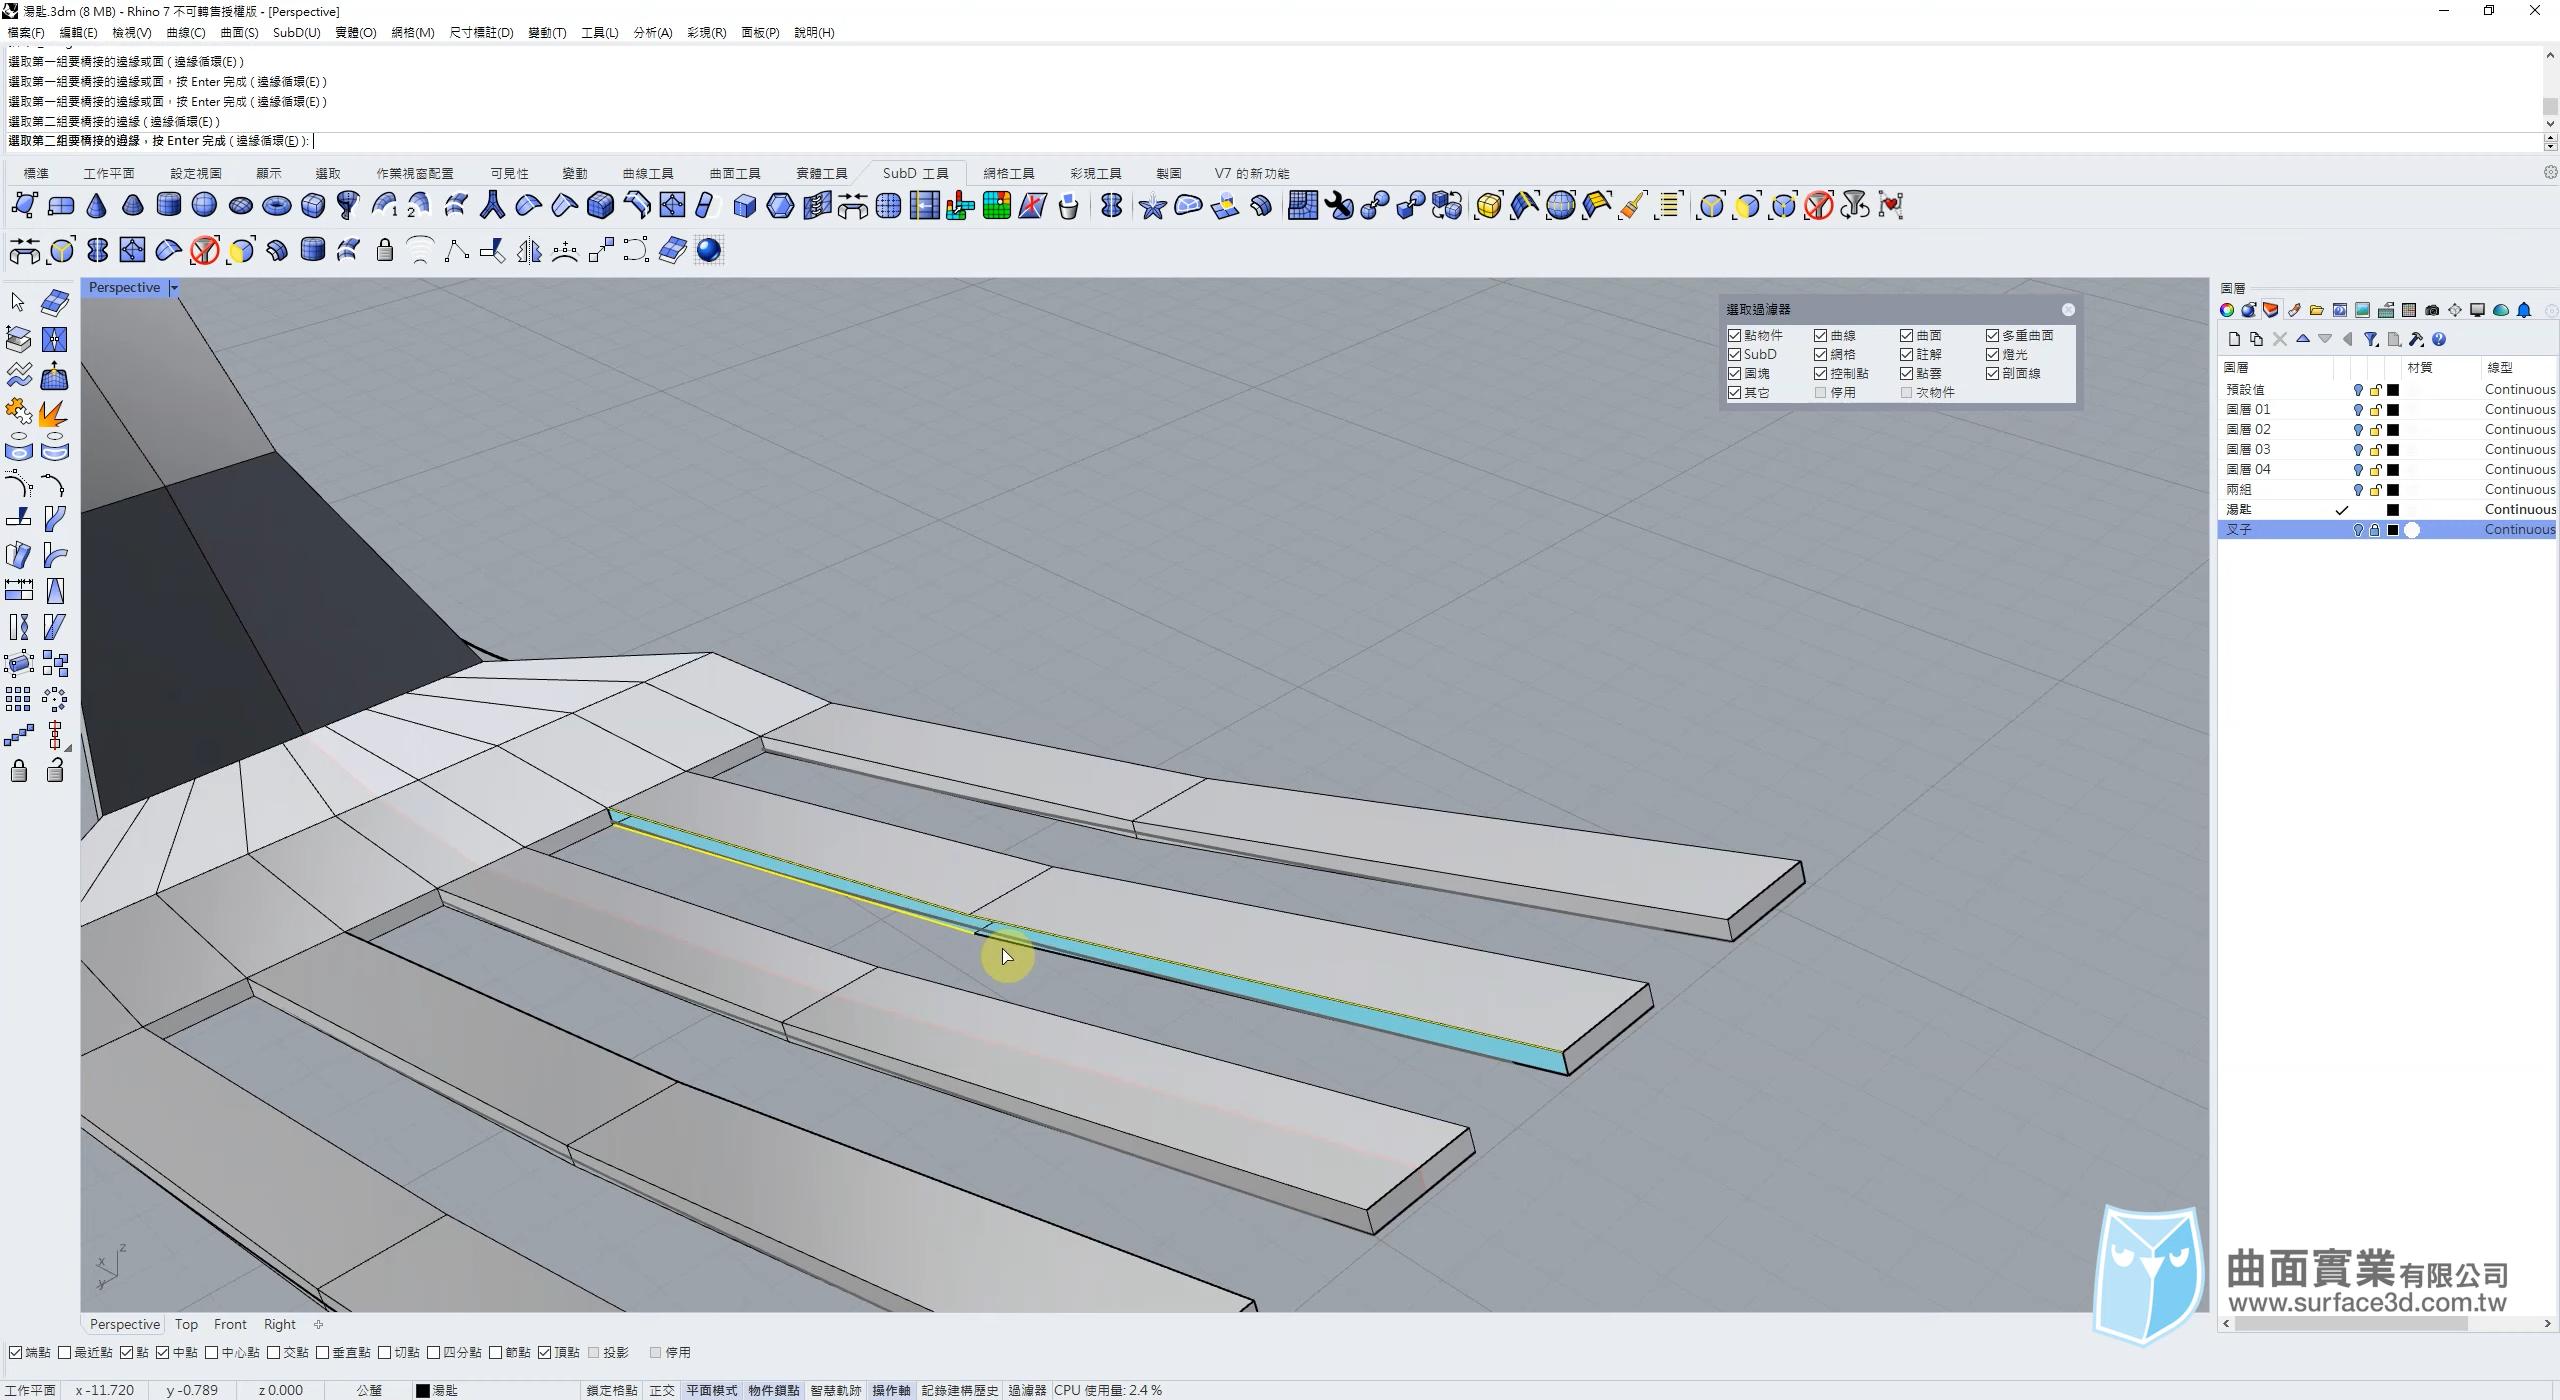 湯匙.3dm (8 MB) - Rhino 7 不可轉售授權版 - [Perspective]
檔案(F) 編輯(E) 檢視(V) 曲線(C) 曲面(S) SubD(U) 實體(O) 網格(M) 尺寸標註(D) 變動(T) 工具(L) 分析(A) 彩現(R) 面板(P) 說明(H)
選取第一組要橋接的邊緣或面 ( 邊緣循環(E) )
選取第一組要橋接的邊緣或面，按 Enter 完成 ( 邊緣循環(E) )
選取第一組要橋接的邊緣或面，按 Enter 完成 ( 邊緣循環(E) )
選取第二組要橋接的邊緣 ( 邊緣循環(E) )
選取第二組要橋接的邊緣，按 Enter 完成 ( 邊緣循環(E) ):
標準 工作平面 設定視圖 顯示 選取 作業視窗配置 可見性 變動 曲線工具 曲面工具 實體工具 SubD 工具 網格工具 彩現工具 製圖 V7 的新功能
Perspective
選取過濾器
點物件 曲線 曲面 多重曲面
SubD 網格 註解 燈光
圖塊 控制點 點雲 剖面線
其它 停用 次物件
圖層
圖層 材質 線型
預設值 Continuous
圖層 01 Continuous
圖層 02 Continuous
圖層 03 Continuous
圖層 04 Continuous
兩組 Continuous
湯匙 Continuous
叉子 Continuous
z
x
y
曲面實業有限公司
www.surface3d.com.tw
Perspective Top Front Right
端點 最近點 點 中點 中心點 交點 垂直點 切點 四分點 節點 頂點 投影 停用
工作平面 x -11.720 y -0.789 z 0.000 公釐 湯匙 鎖定格點 正交 平面模式 物件鎖點 智慧軌跡 操作軸 記錄建構歷史 過濾器 CPU 使用量: 2.4 %